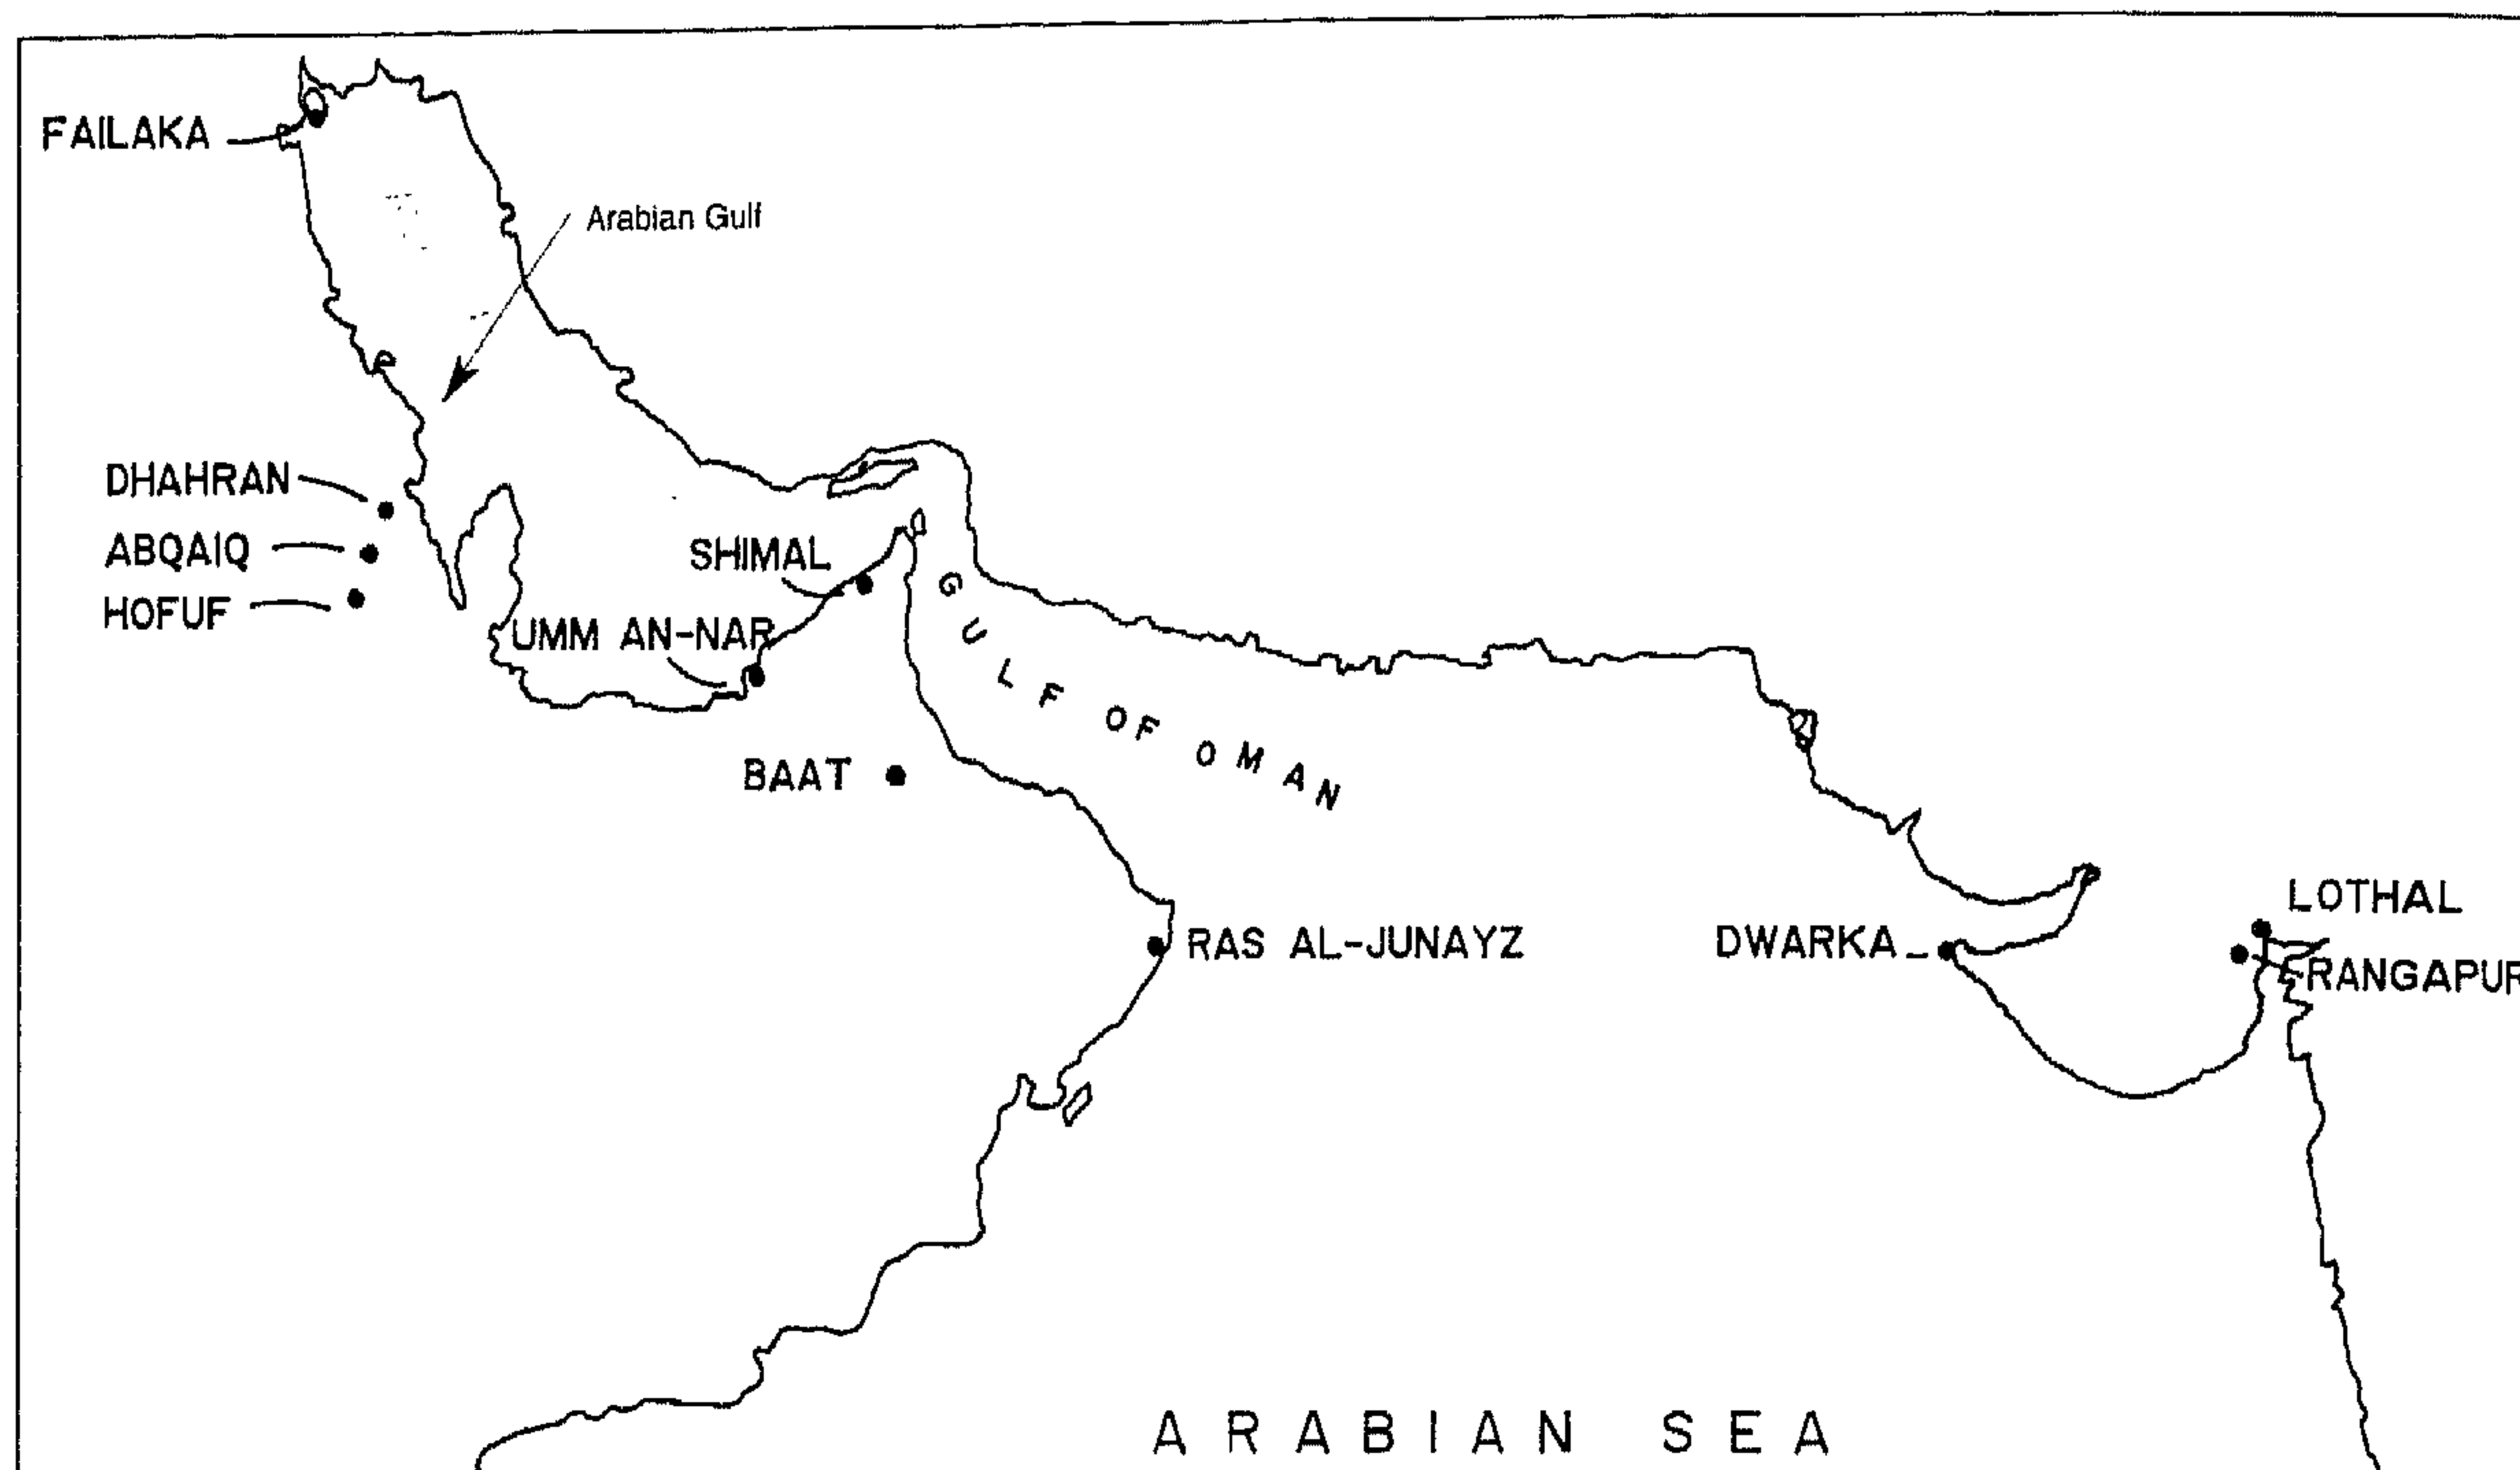 FAILAKA
Arabian Gulf
DHAHRAN
ABQAIQ
HOFUF
SHIMAL
UMM AN-NAR
GULF OF OMAN
BAAT
RAS AL-JUNAYZ
DWARKA
LOTHAL
RANGAPUR
ARABIAN SEA